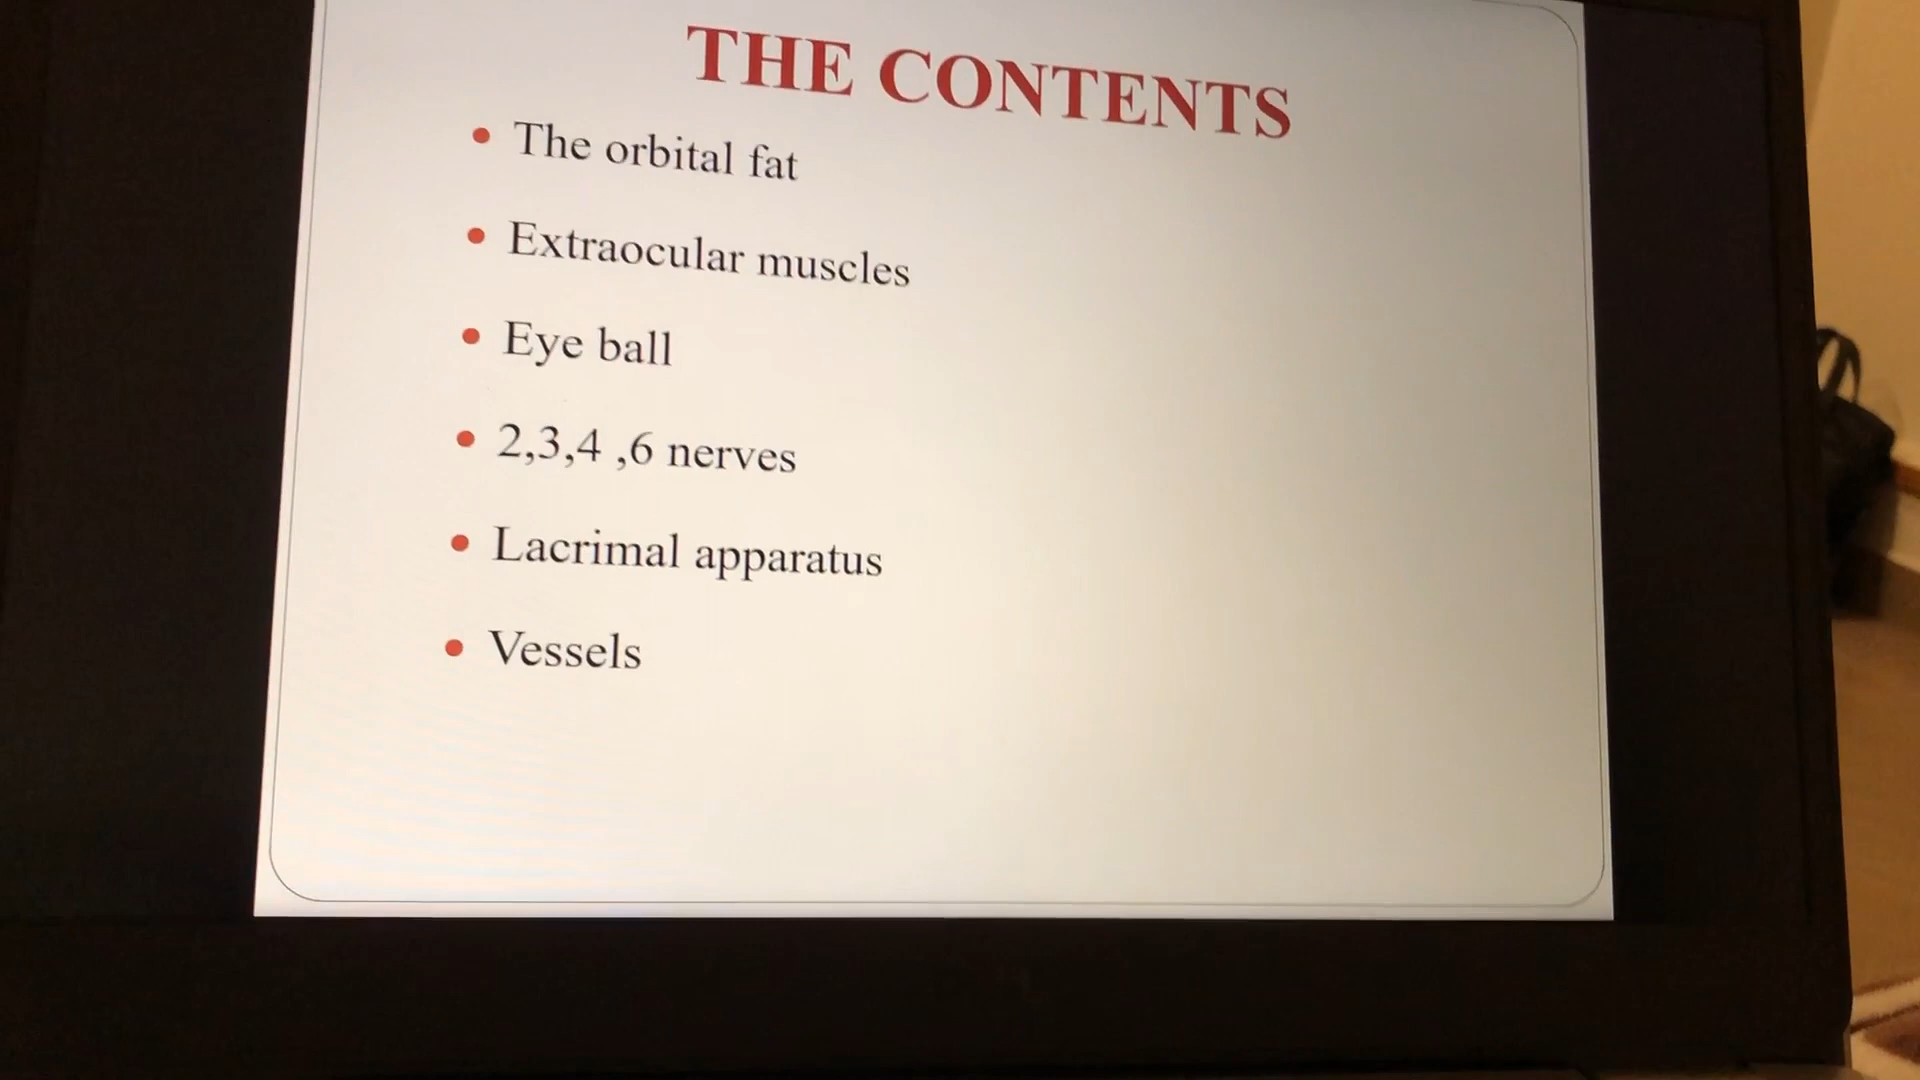 THE CONTENTS
• The orbital fat
• Extraocular muscles
• Eye ball
• 2,3,4 ,6 nerves
• Lacrimal apparatus
• Vessels